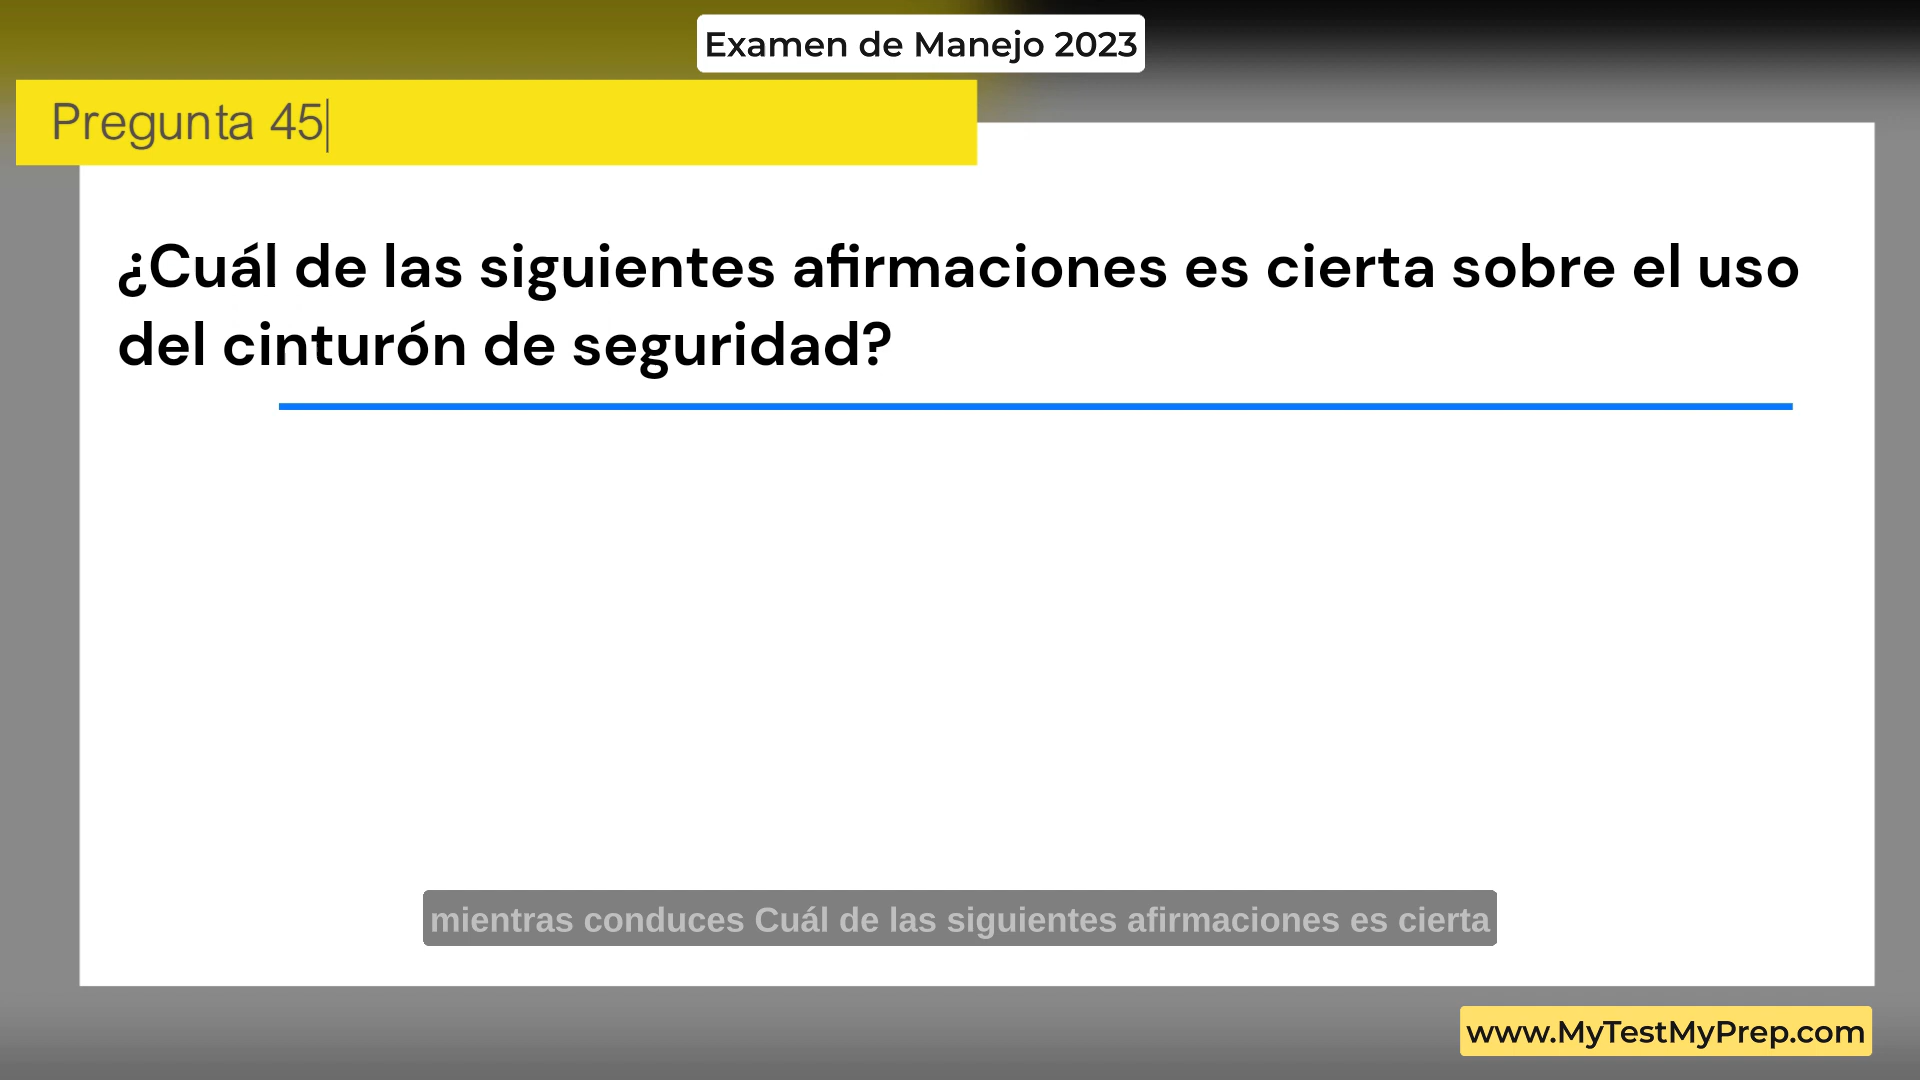 Examen de Manejo 2023
Pregunta 45
¿Cuál de las siguientes afirmaciones es cierta sobre el uso
del cinturón de seguridad?
mientras conduces Cuál de las siguientes afirmaciones es cierta
www.MyTestMyPrep.com